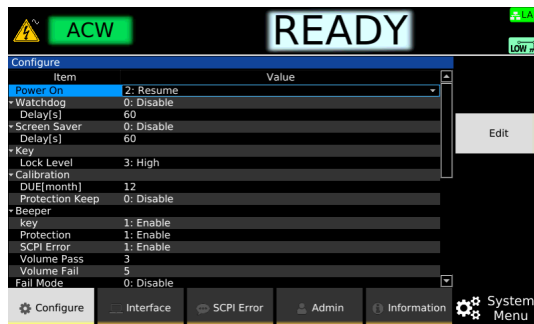 ACW
READY
LA
LOW
Configure
Item Value
Power On 2: Resume
Watchdog 0: Disable
Delay[s] 60
Screen Saver 0: Disable
Delay[s] 60
Key
Lock Level 3: High
Calibration
DUE[month] 12
Protection Keep 0: Disable
Beeper
key 1: Enable
Protection 1: Enable
SCPI Error 1: Enable
Volume Pass 3
Volume Fail 5
Fail Mode 0: Disable
Edit
Configure Interface SCPI Error Admin Information
System
Menu